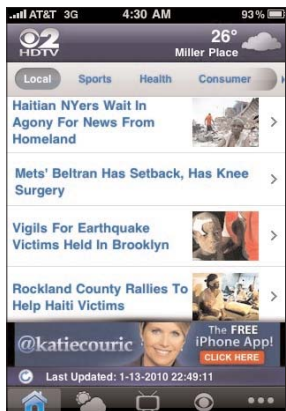 AT&T 3G 4:30 AM 93%
2 26°
HDTV Miller Place
Local Sports Health Consumer
Haitian NYers Wait In
Agony For News From
Homeland
Mets' Beltran Has Setback, Has Knee
Surgery
Vigils For Earthquake
Victims Held In Brooklyn
Rockland County Rallies To
Help Haiti Victims
@katiecouric
The FREE
iPhone App!
CLICK HERE
Last Updated: 1-13-2010 22:49:11